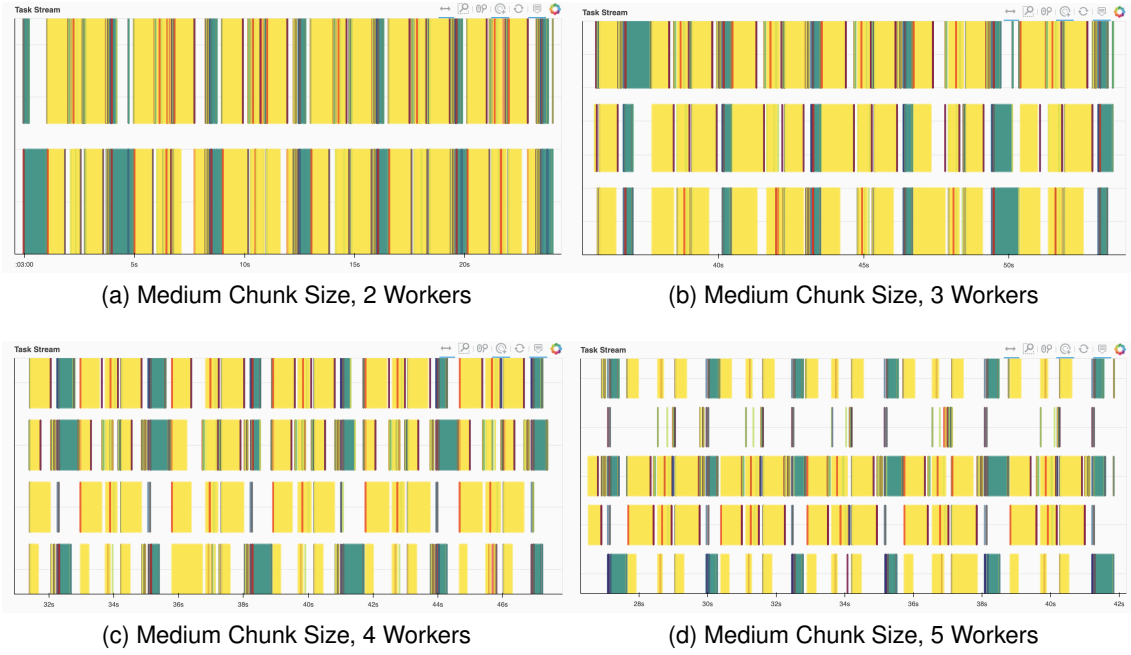 Task Stream
:03:00 5s 10s 15s 20s
(a) Medium Chunk Size, 2 Workers
Task Stream
40s 45s 50s
(b) Medium Chunk Size, 3 Workers
Task Stream
32s 34s 36s 38s 40s 42s 44s 46s
(c) Medium Chunk Size, 4 Workers
Task Stream
28s 30s 32s 34s 36s 38s 40s 42s
(d) Medium Chunk Size, 5 Workers